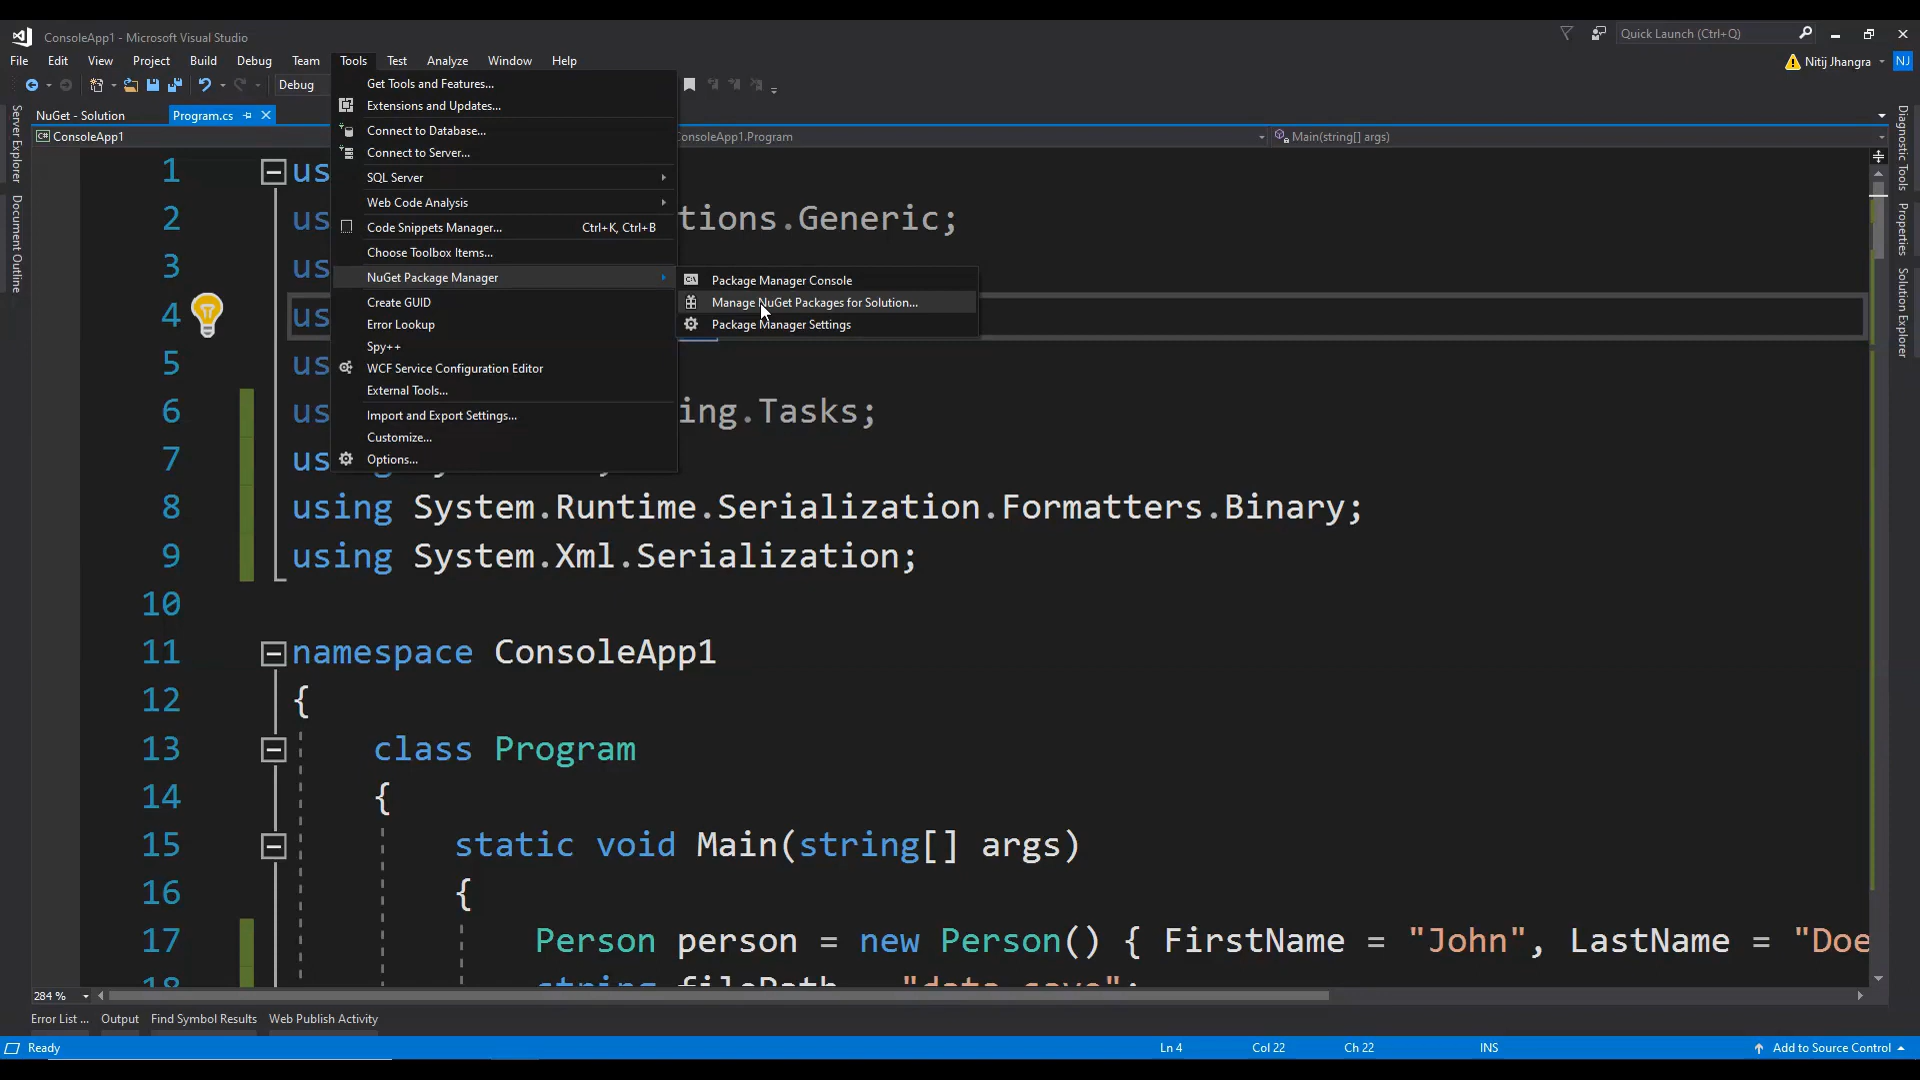 ConsoleApp1 - Microsoft Visual Studio
Quick Launch (Ctrl+Q)
File Edit View Project Build Debug Team Tools Test Analyze Window Help
Nitij Jhangra NJ
Debug
NuGet - Solution Program.cs
ConsoleApp1
onsoleApp1.Program
Main(string[] args)
Get Tools and Features...
Extensions and Updates...
Connect to Database...
Connect to Server...
SQL Server
Web Code Analysis
Code Snippets Manager... Ctrl+K, Ctrl+B
Choose Toolbox Items...
NuGet Package Manager
Create GUID
Error Lookup
Spy++
WCF Service Configuration Editor
External Tools...
Import and Export Settings...
Customize...
Options...
Package Manager Console
Manage NuGet Packages for Solution...
Package Manager Settings
Server Explorer
Document Outline
Diagnostic Tools
Properties
Solution Explorer
1 us
2 us tions.Generic;
3 us
4 us
5 us
6 us ing.Tasks;
7 us
8 using System.Runtime.Serialization.Formatters.Binary;
9 using System.Xml.Serialization;
10
11 namespace ConsoleApp1
12 {
13 class Program
14 {
15 static void Main(string[] args)
16 {
17 Person person = new Person() { FirstName = "John", LastName = "Doe
18 string filePath = "data.save";
284 %
Error List ... Output Find Symbol Results Web Publish Activity
Ready Ln 4 Col 22 Ch 22 INS Add to Source Control